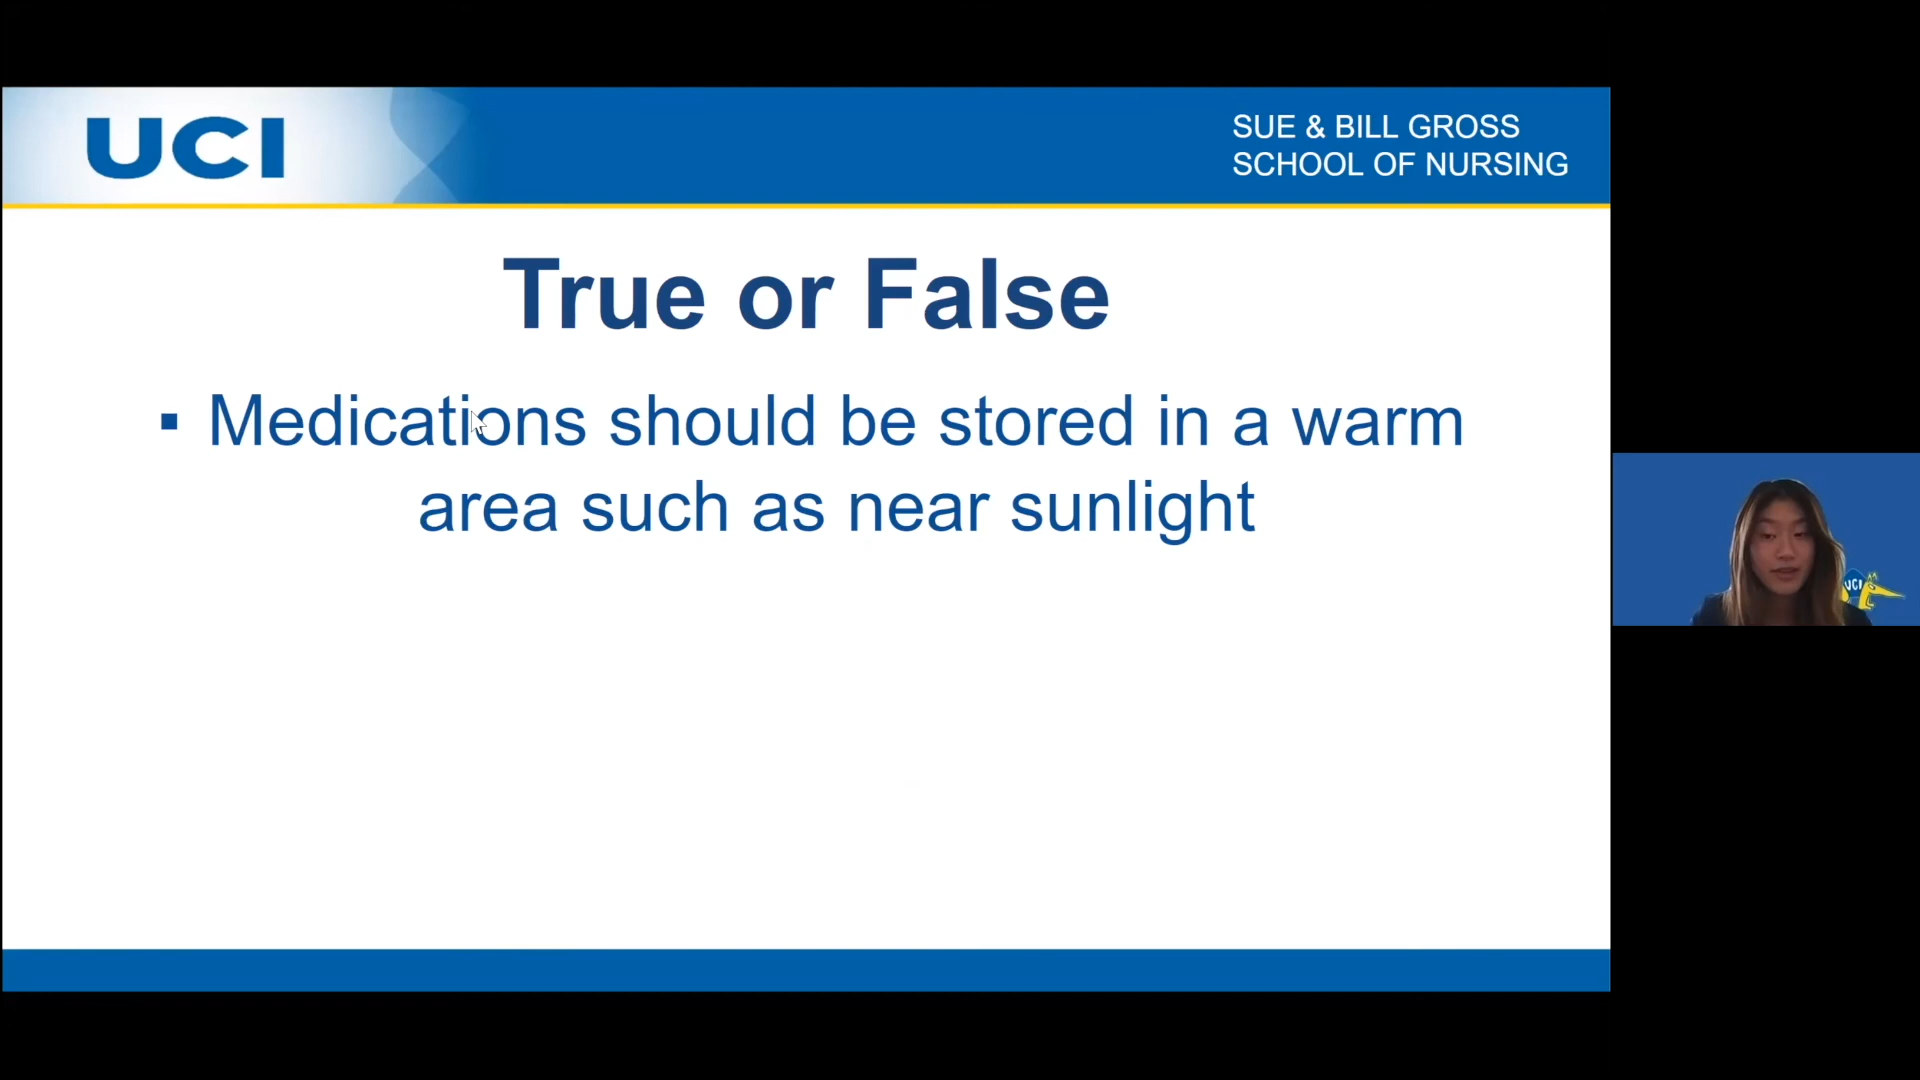 UCI
SUE & BILL GROSS
SCHOOL OF NURSING
True or False
▪ Medications should be stored in a warm
area such as near sunlight
UCI